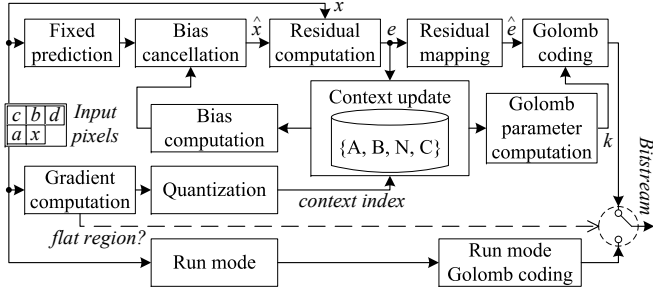 x
Fixed
prediction
Bias
cancellation
x̂
Residual
computation
e
Residual
mapping
ê
Golomb
coding
c b d
a x
Input
pixels
Bias
computation
Context update
{A, B, N, C}
Golomb
parameter
computation
k
Bitstream
Gradient
computation
Quantization
context index
flat region?
Run mode
Run mode
Golomb coding